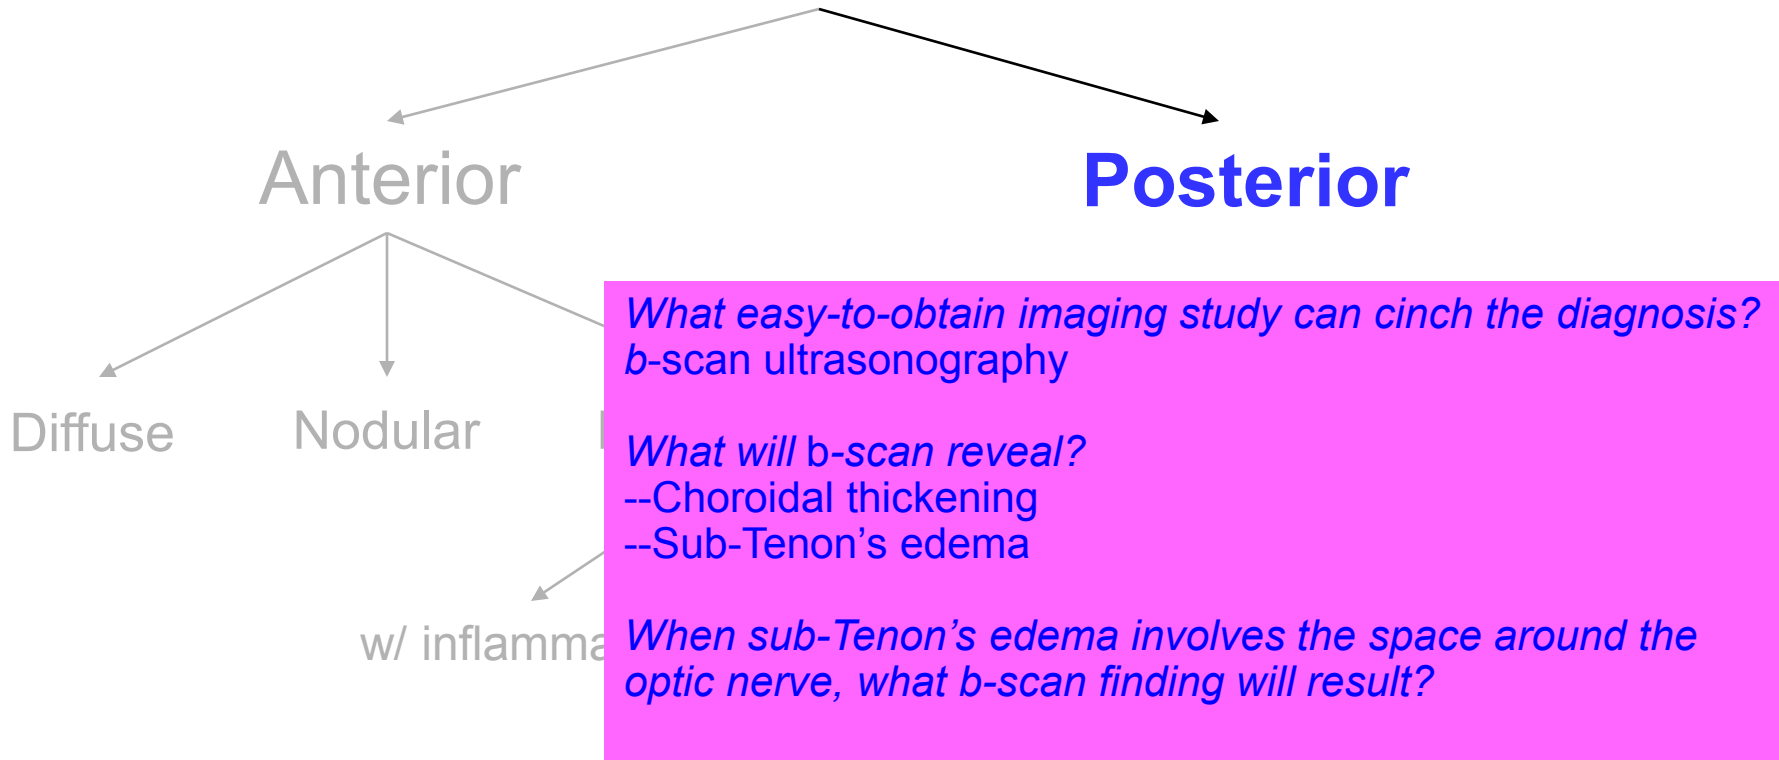 Anterior
Posterior
Diffuse
Nodular
What easy-to-obtain imaging study can cinch the diagnosis?
b-scan ultrasonography
What will b-scan reveal?
--Choroidal thickening
--Sub-Tenon’s edema
w/ inflamma
When sub-Tenon’s edema involves the space around the
optic nerve, what b-scan finding will result?